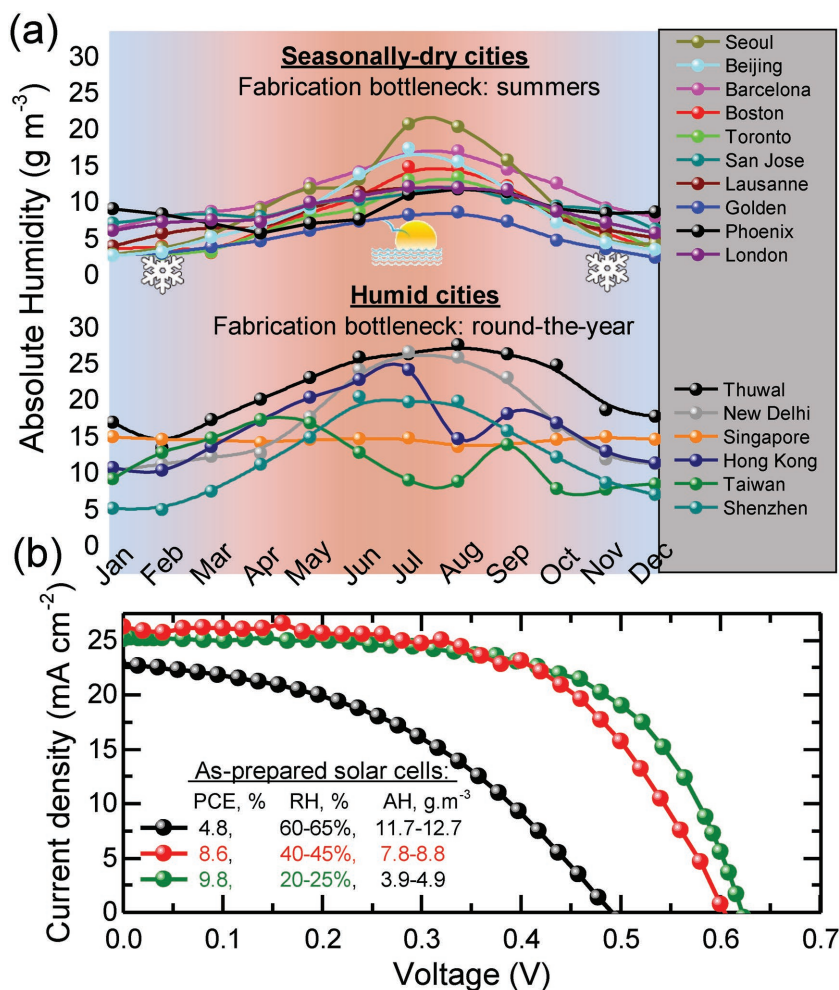 (a)
Absolute Humidity (g m⁻³)
30
25
20
15
10
5
0
Seasonally-dry cities
Fabrication bottleneck: summers
Seoul
Beijing
Barcelona
Boston
Toronto
San Jose
Lausanne
Golden
Phoenix
London
30
25
20
15
10
5
0
Humid cities
Fabrication bottleneck: round-the-year
Thuwal
New Delhi
Singapore
Hong Kong
Taiwan
Shenzhen
Jan Feb Mar Apr May Jun Jul Aug Sep Oct Nov Dec
(b)
Current density (mA cm⁻²)
25
20
15
10
5
0
As-prepared solar cells:
PCE, % RH, % AH, g.m⁻³
4.8, 60-65%, 11.7-12.7
8.6, 40-45%, 7.8-8.8
9.8, 20-25%, 3.9-4.9
0.0 0.1 0.2 0.3 0.4 0.5 0.6 0.7
Voltage (V)